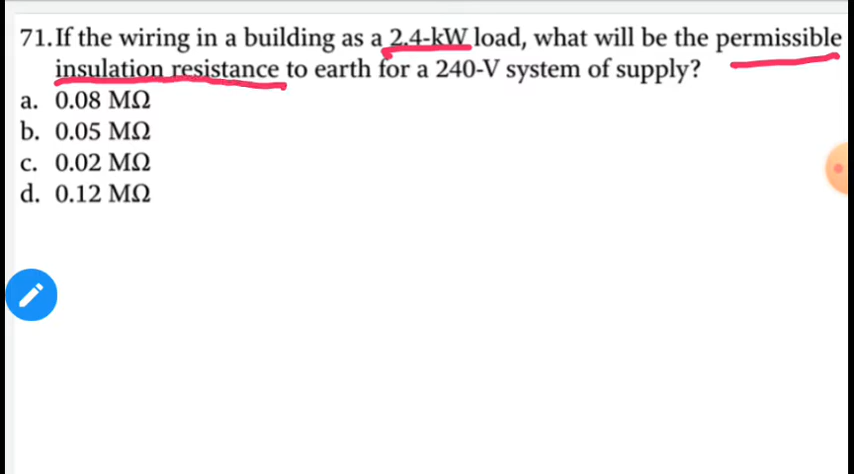 71. If the wiring in a building as a 2.4-kW load, what will be the permissible
insulation resistance to earth for a 240-V system of supply?
a. 0.08 MΩ
b. 0.05 MΩ
c. 0.02 MΩ
d. 0.12 MΩ